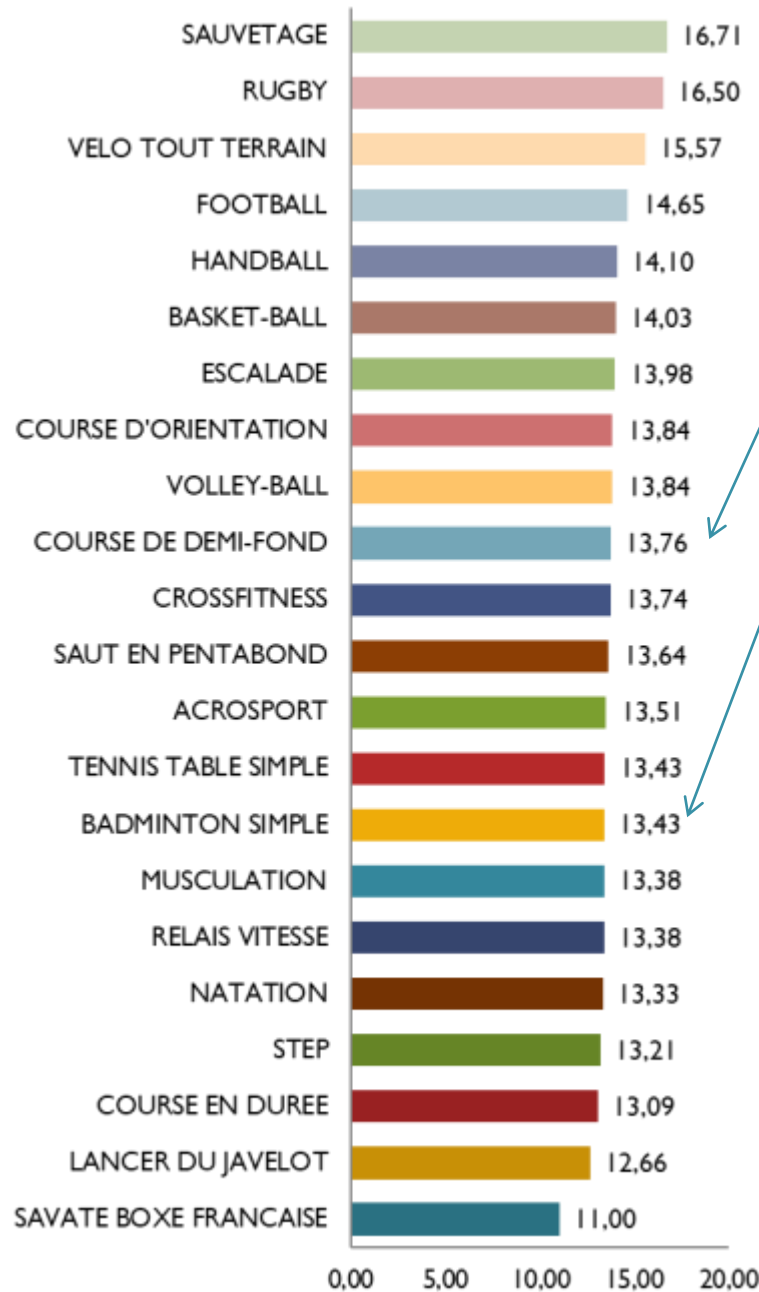 SAUVETAGE 16,71
RUGBY 16,50
VELO TOUT TERRAIN 15,57
FOOTBALL 14,65
HANDBALL 14,10
BASKET-BALL 14,03
ESCALADE 13,98
COURSE D'ORIENTATION 13,84
VOLLEY-BALL 13,84
COURSE DE DEMI-FOND 13,76
CROSSFITNESS 13,74
SAUT EN PENTABOND 13,64
ACROSPORT 13,51
TENNIS TABLE SIMPLE 13,43
BADMINTON SIMPLE 13,43
MUSCULATION 13,38
RELAIS VITESSE 13,38
NATATION 13,33
STEP 13,21
COURSE EN DUREE 13,09
LANCER DU JAVELOT 12,66
SAVATE BOXE FRANCAISE 11,00
0,00 5,00 10,00 15,00 20,00